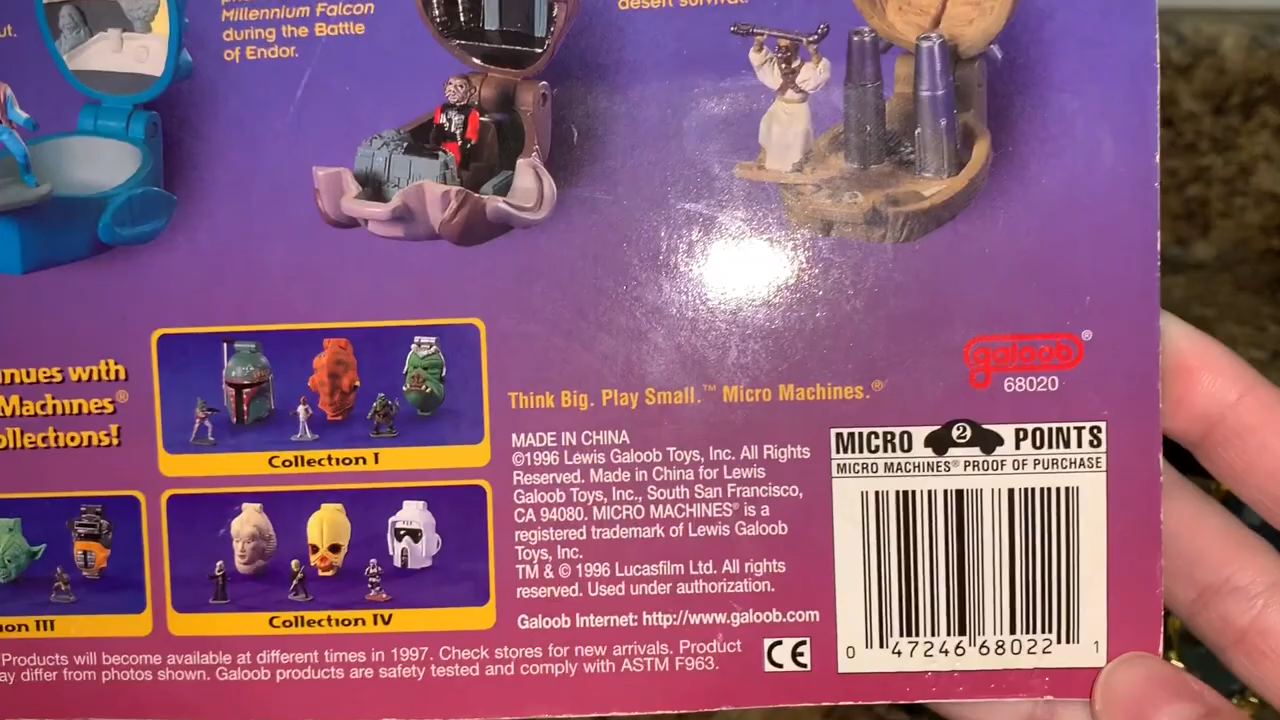 ut.
Millennium Falcon
during the Battle
of Endor.
desert survival.
nues with
Machines®
ollections!
Collection I
ion III
Collection IV
Think Big. Play Small.™ Micro Machines.®
galoob®
68020
MADE IN CHINA
©1996 Lewis Galoob Toys, Inc. All Rights
Reserved. Made in China for Lewis
Galoob Toys, Inc., South San Francisco,
CA 94080. MICRO MACHINES® is a
registered trademark of Lewis Galoob
Toys, Inc.
TM & © 1996 Lucasfilm Ltd. All rights
reserved. Used under authorization.
Galoob Internet: http://www.galoob.com
MICRO 2 POINTS
MICRO MACHINES® PROOF OF PURCHASE
0 47246 68022 1
Products will become available at different times in 1997. Check stores for new arrivals. Product
ay differ from photos shown. Galoob products are safety tested and comply with ASTM F963.
CE